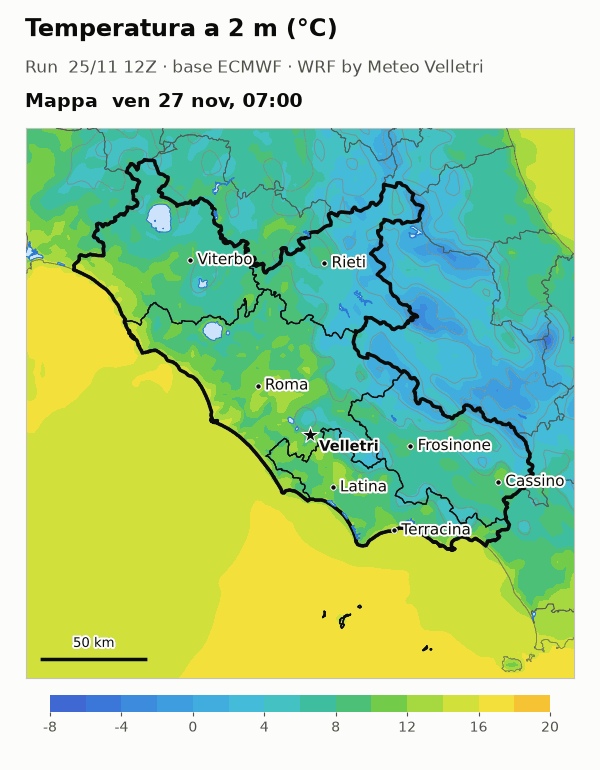 Temperatura a 2 m (°C)
Run  25/11 12Z · base ECMWF · WRF by Meteo Velletri
Mappa  ven 27 nov, 07:00
Viterbo
Rieti
Roma
Velletri
Frosinone
Latina
Cassino
Terracina
50 km
-8 -4 0 4 8 12 16 20